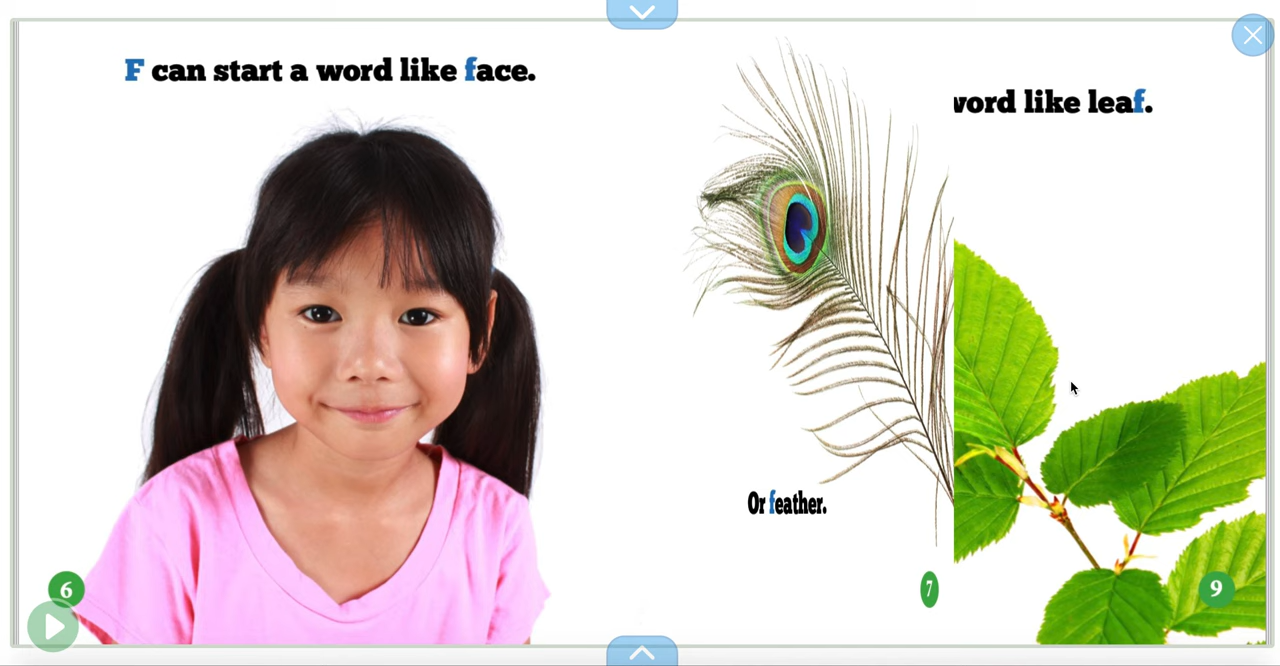 F can start a word like face.
Or feather.
word like leaf.
6
7
9